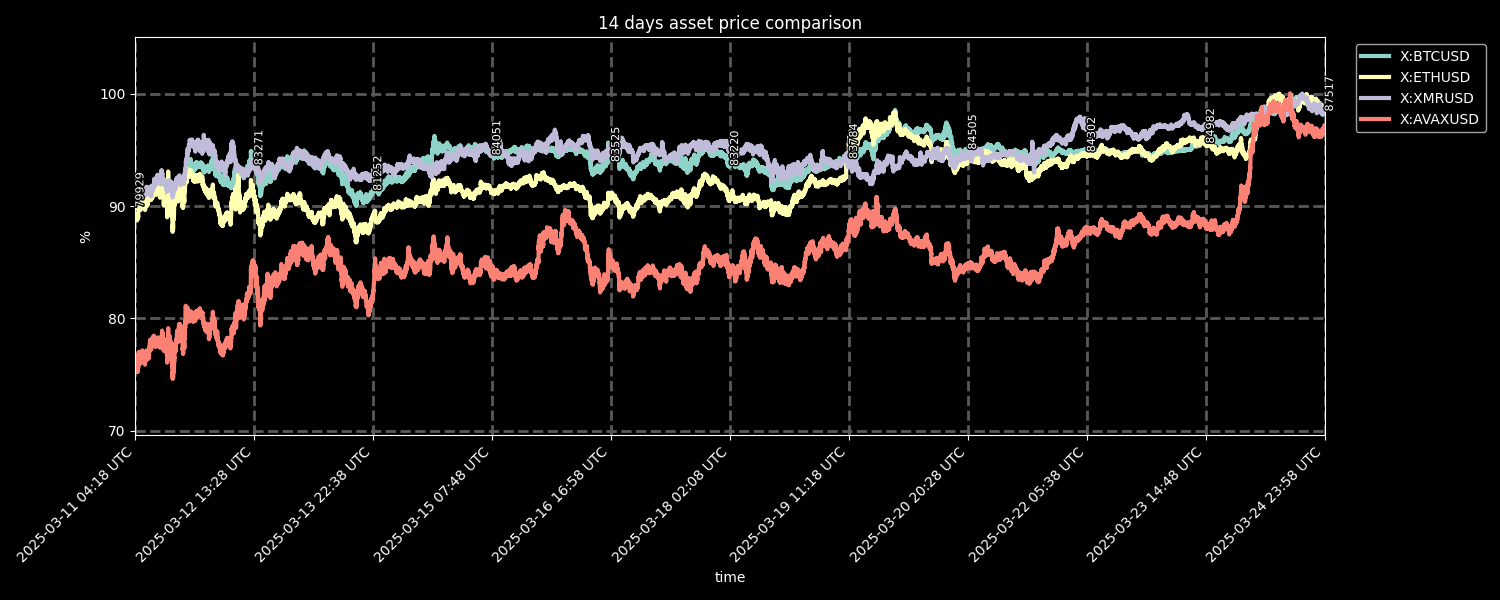 14 days asset price comparison
X:BTCUSD
X:ETHUSD
X:XMRUSD
X:AVAXUSD
100
90
80
70
%
79929
83271
81252
84051
83525
83220
83784
84505
84302
84982
87517
2025-03-11 04:18 UTC
2025-03-12 13:28 UTC
2025-03-13 22:38 UTC
2025-03-15 07:48 UTC
2025-03-16 16:58 UTC
2025-03-18 02:08 UTC
2025-03-19 11:18 UTC
2025-03-20 20:28 UTC
2025-03-22 05:38 UTC
2025-03-23 14:48 UTC
2025-03-24 23:58 UTC
time